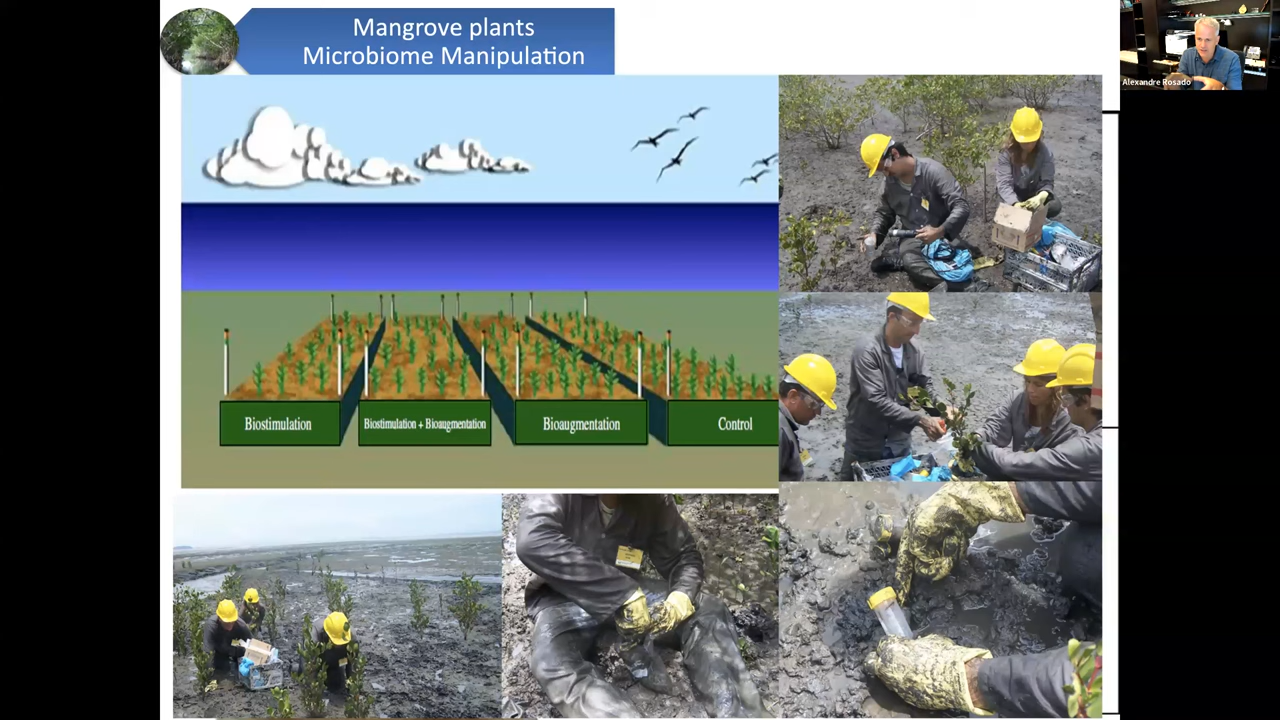 Mangrove plants
Microbiome Manipulation
Alexandre Rosado
Biostimulation
Biostimulation + Bioaugmentation
Bioaugmentation
Control